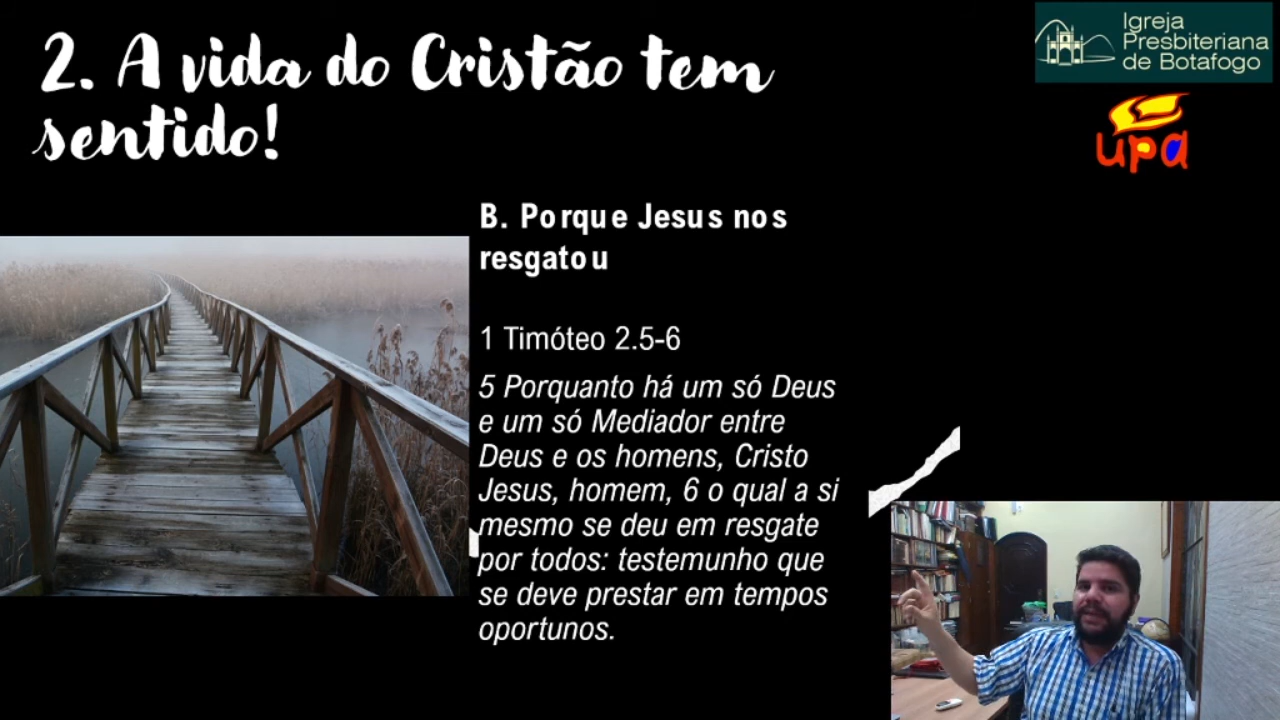 2. A vida do Cristão tem
sentido!
Igreja
Presbiteriana
de Botafogo
upa
B. Porque Jesus nos
resgatou
1 Timóteo 2.5-6
5 Porquanto há um só Deus
e um só Mediador entre
Deus e os homens, Cristo
Jesus, homem, 6 o qual a si
mesmo se deu em resgate
por todos: testemunho que
se deve prestar em tempos
oportunos.